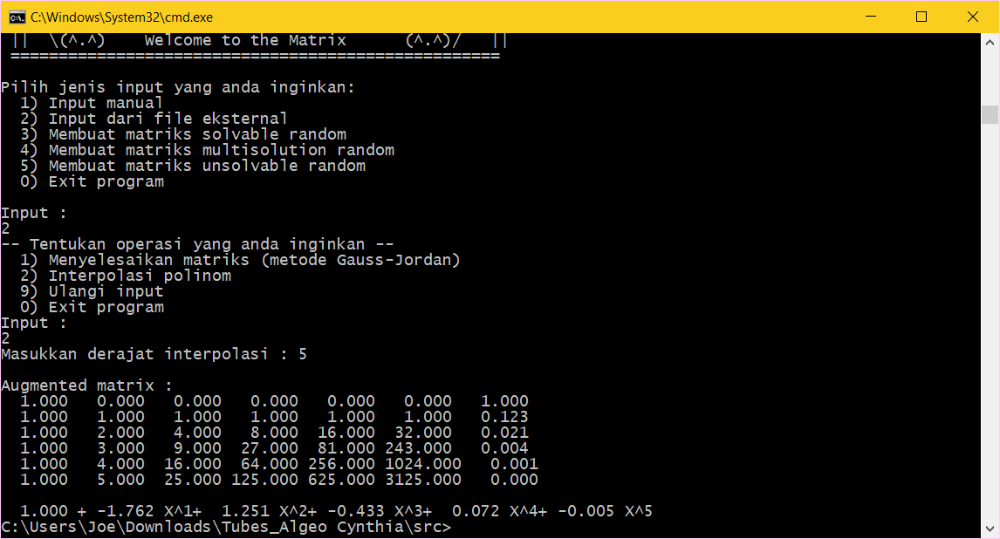 C:\Windows\System32\cmd.exe
||  \(^.^)    Welcome to the Matrix      (^.^)/   ||
===================================================
Pilih jenis input yang anda inginkan:
1) Input manual
2) Input dari file eksternal
3) Membuat matriks solvable random
4) Membuat matriks multisolution random
5) Membuat matriks unsolvable random
0) Exit program
Input :
2
-- Tentukan operasi yang anda inginkan --
1) Menyelesaikan matriks (metode Gauss-Jordan)
2) Interpolasi polinom
9) Ulangi input
0) Exit program
Input :
2
Masukkan derajat interpolasi : 5
Augmented matrix :
1.000   0.000   0.000   0.000   0.000   0.000   1.000
1.000   1.000   1.000   1.000   1.000   1.000   0.123
1.000   2.000   4.000   8.000  16.000  32.000   0.021
1.000   3.000   9.000  27.000  81.000 243.000   0.004
1.000   4.000  16.000  64.000 256.000 1024.000   0.001
1.000   5.000  25.000 125.000 625.000 3125.000   0.000
1.000 + -1.762 X^1+  1.251 X^2+ -0.433 X^3+  0.072 X^4+ -0.005 X^5
C:\Users\Joe\Downloads\Tubes_Algeo Cynthia\src>